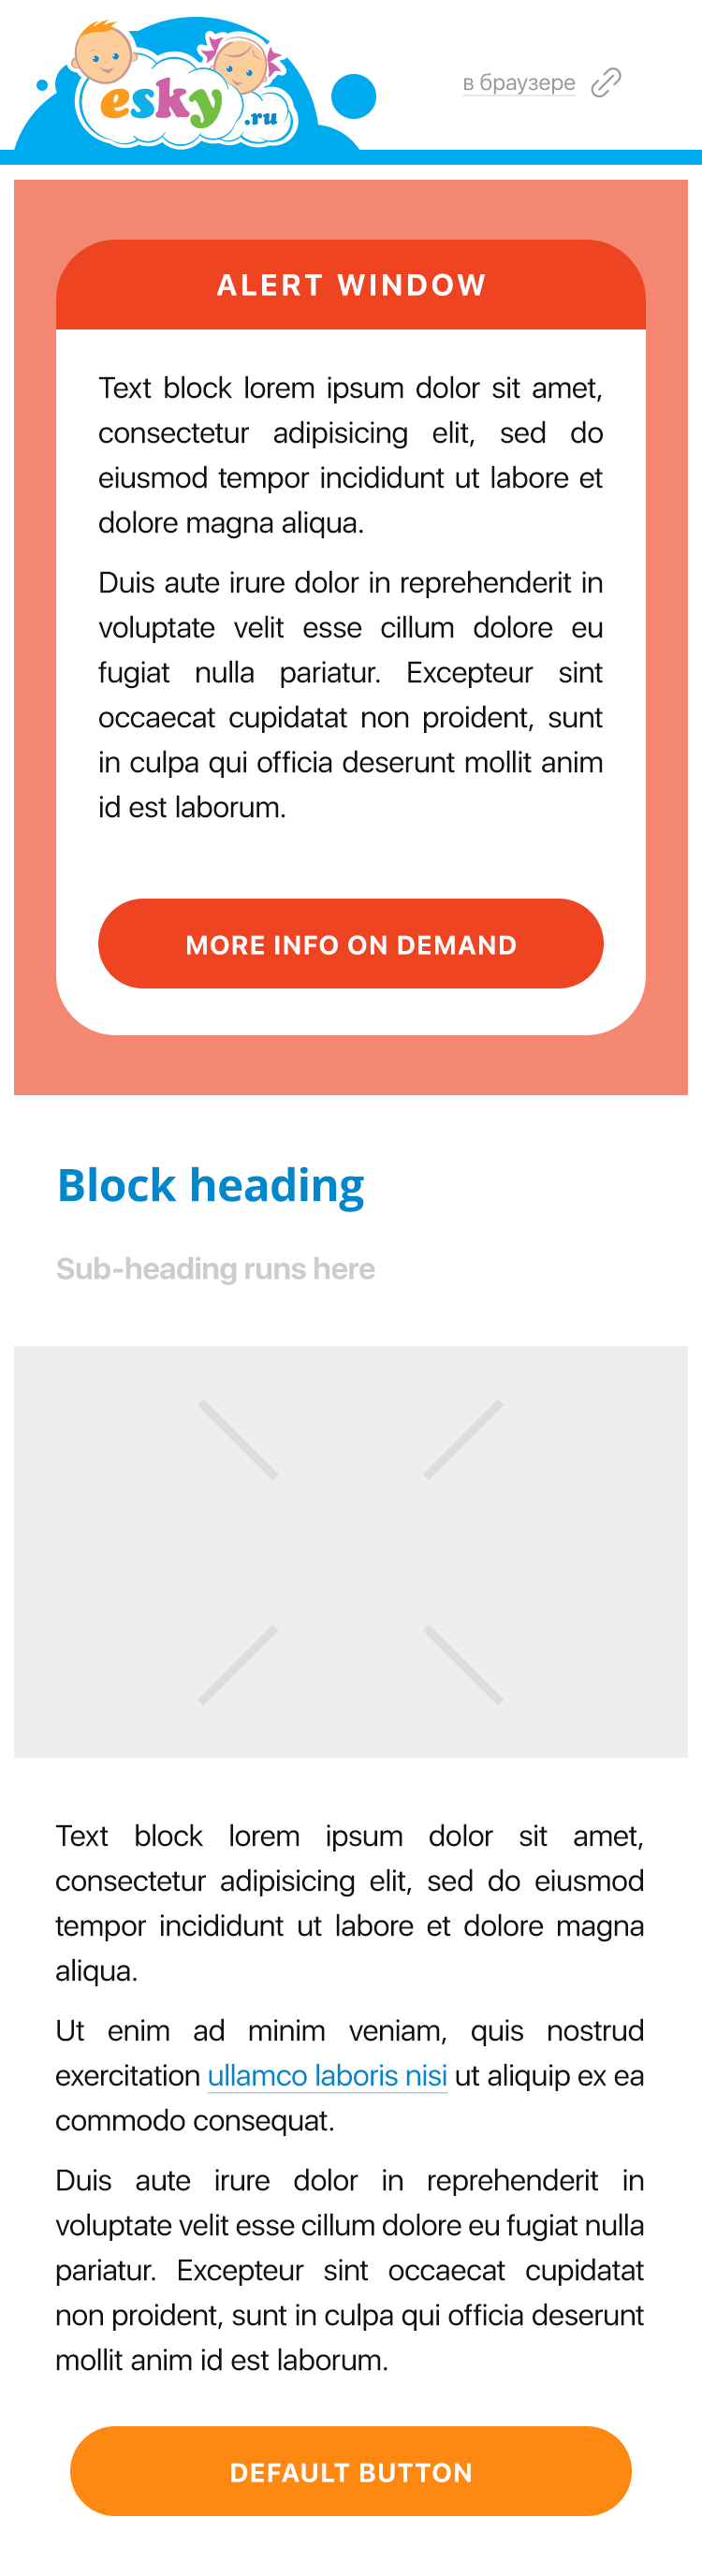 esky
.ru
в браузере
ALERT WINDOW
Text block lorem ipsum dolor sit amet,
consectetur adipisicing elit, sed do
eiusmod tempor incididunt ut labore et
dolore magna aliqua.
Duis aute irure dolor in reprehenderit in
voluptate velit esse cillum dolore eu
fugiat nulla pariatur. Excepteur sint
occaecat cupidatat non proident, sunt
in culpa qui officia deserunt mollit anim
id est laborum.
MORE INFO ON DEMAND
Block heading
Sub-heading runs here
Text block lorem ipsum dolor sit amet,
consectetur adipisicing elit, sed do eiusmod
tempor incididunt ut labore et dolore magna
aliqua.
Ut enim ad minim veniam, quis nostrud
exercitation ullamco laboris nisi ut aliquip ex ea
commodo consequat.
Duis aute irure dolor in reprehenderit in
voluptate velit esse cillum dolore eu fugiat nulla
pariatur. Excepteur sint occaecat cupidatat
non proident, sunt in culpa qui officia deserunt
mollit anim id est laborum.
DEFAULT BUTTON